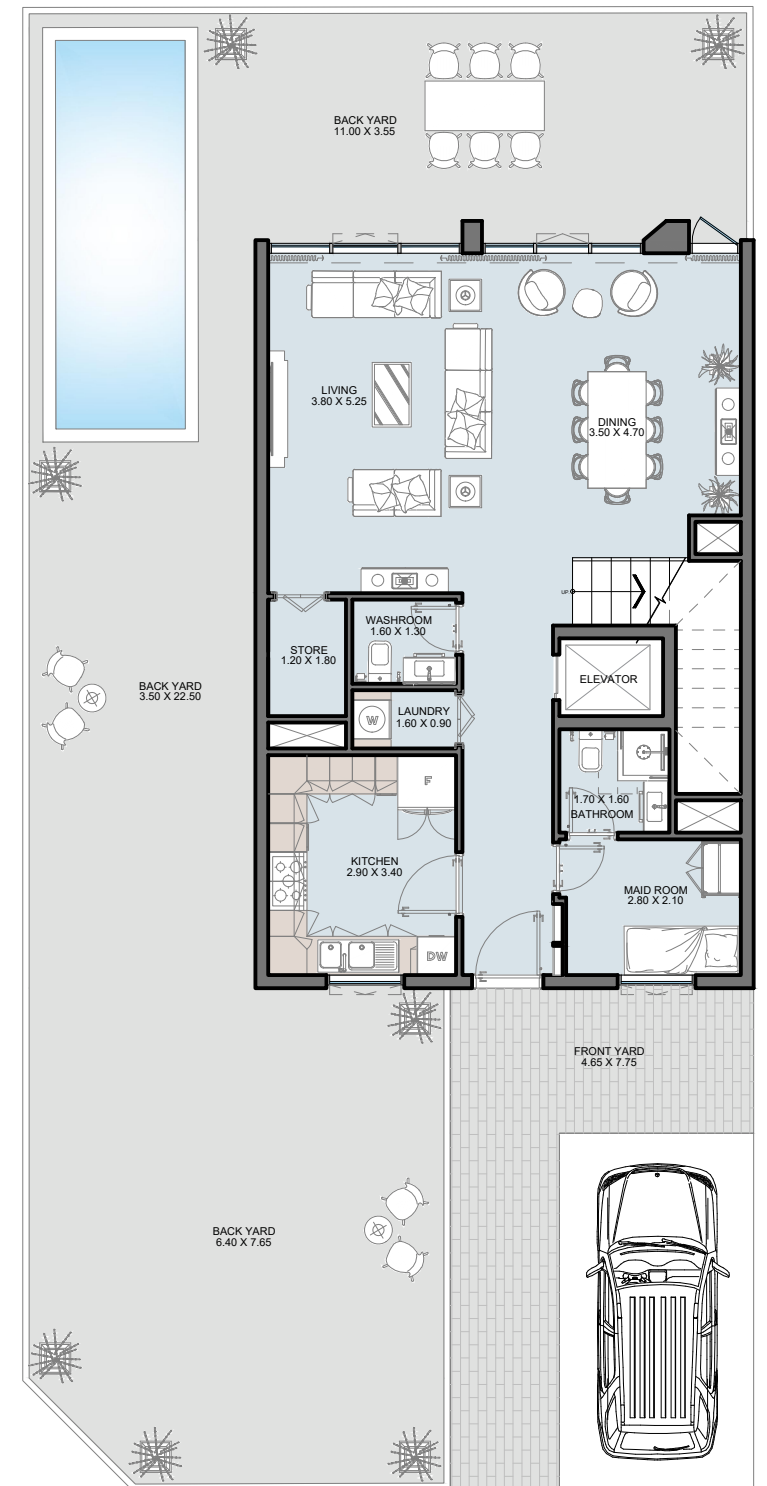 BACK YARD
11.00 X 3.55
LIVING
3.80 X 5.25
DINING
3.50 X 4.70
UP
WASHROOM
1.60 X 1.30
STORE
1.20 X 1.80
ELEVATOR
BACK YARD
3.50 X 22.50
LAUNDRY
1.60 X 0.90
W
F
1.70 X 1.60
BATHROOM
KITCHEN
2.90 X 3.40
MAID ROOM
2.80 X 2.10
DW
FRONT YARD
4.65 X 7.75
BACK YARD
6.40 X 7.65